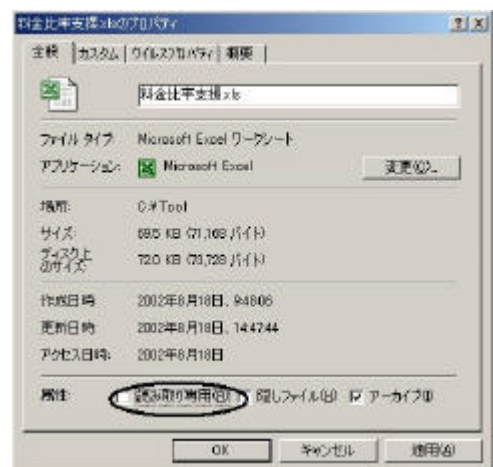 料金比率支援.xlsのプロパティ
全般 カスタム ウイルスプロパティ 概要
料金比率支援.xls
ファイル タイプ: Microsoft Excel ワークシート
アプリケーション: Microsoft Excel 変更(C)...
場所: C:¥Tool
サイズ: 69.5 KB (71,168 バイト)
ディスク上のサイズ: 72.0 KB (73,728 バイト)
作成日時: 2002年8月18日、9:48:06
更新日時: 2002年8月18日、14:47:44
アクセス日時: 2002年8月18日
属性: 読み取り専用(R) 隠しファイル(H) アーカイブ(I)
OK キャンセル 適用(A)